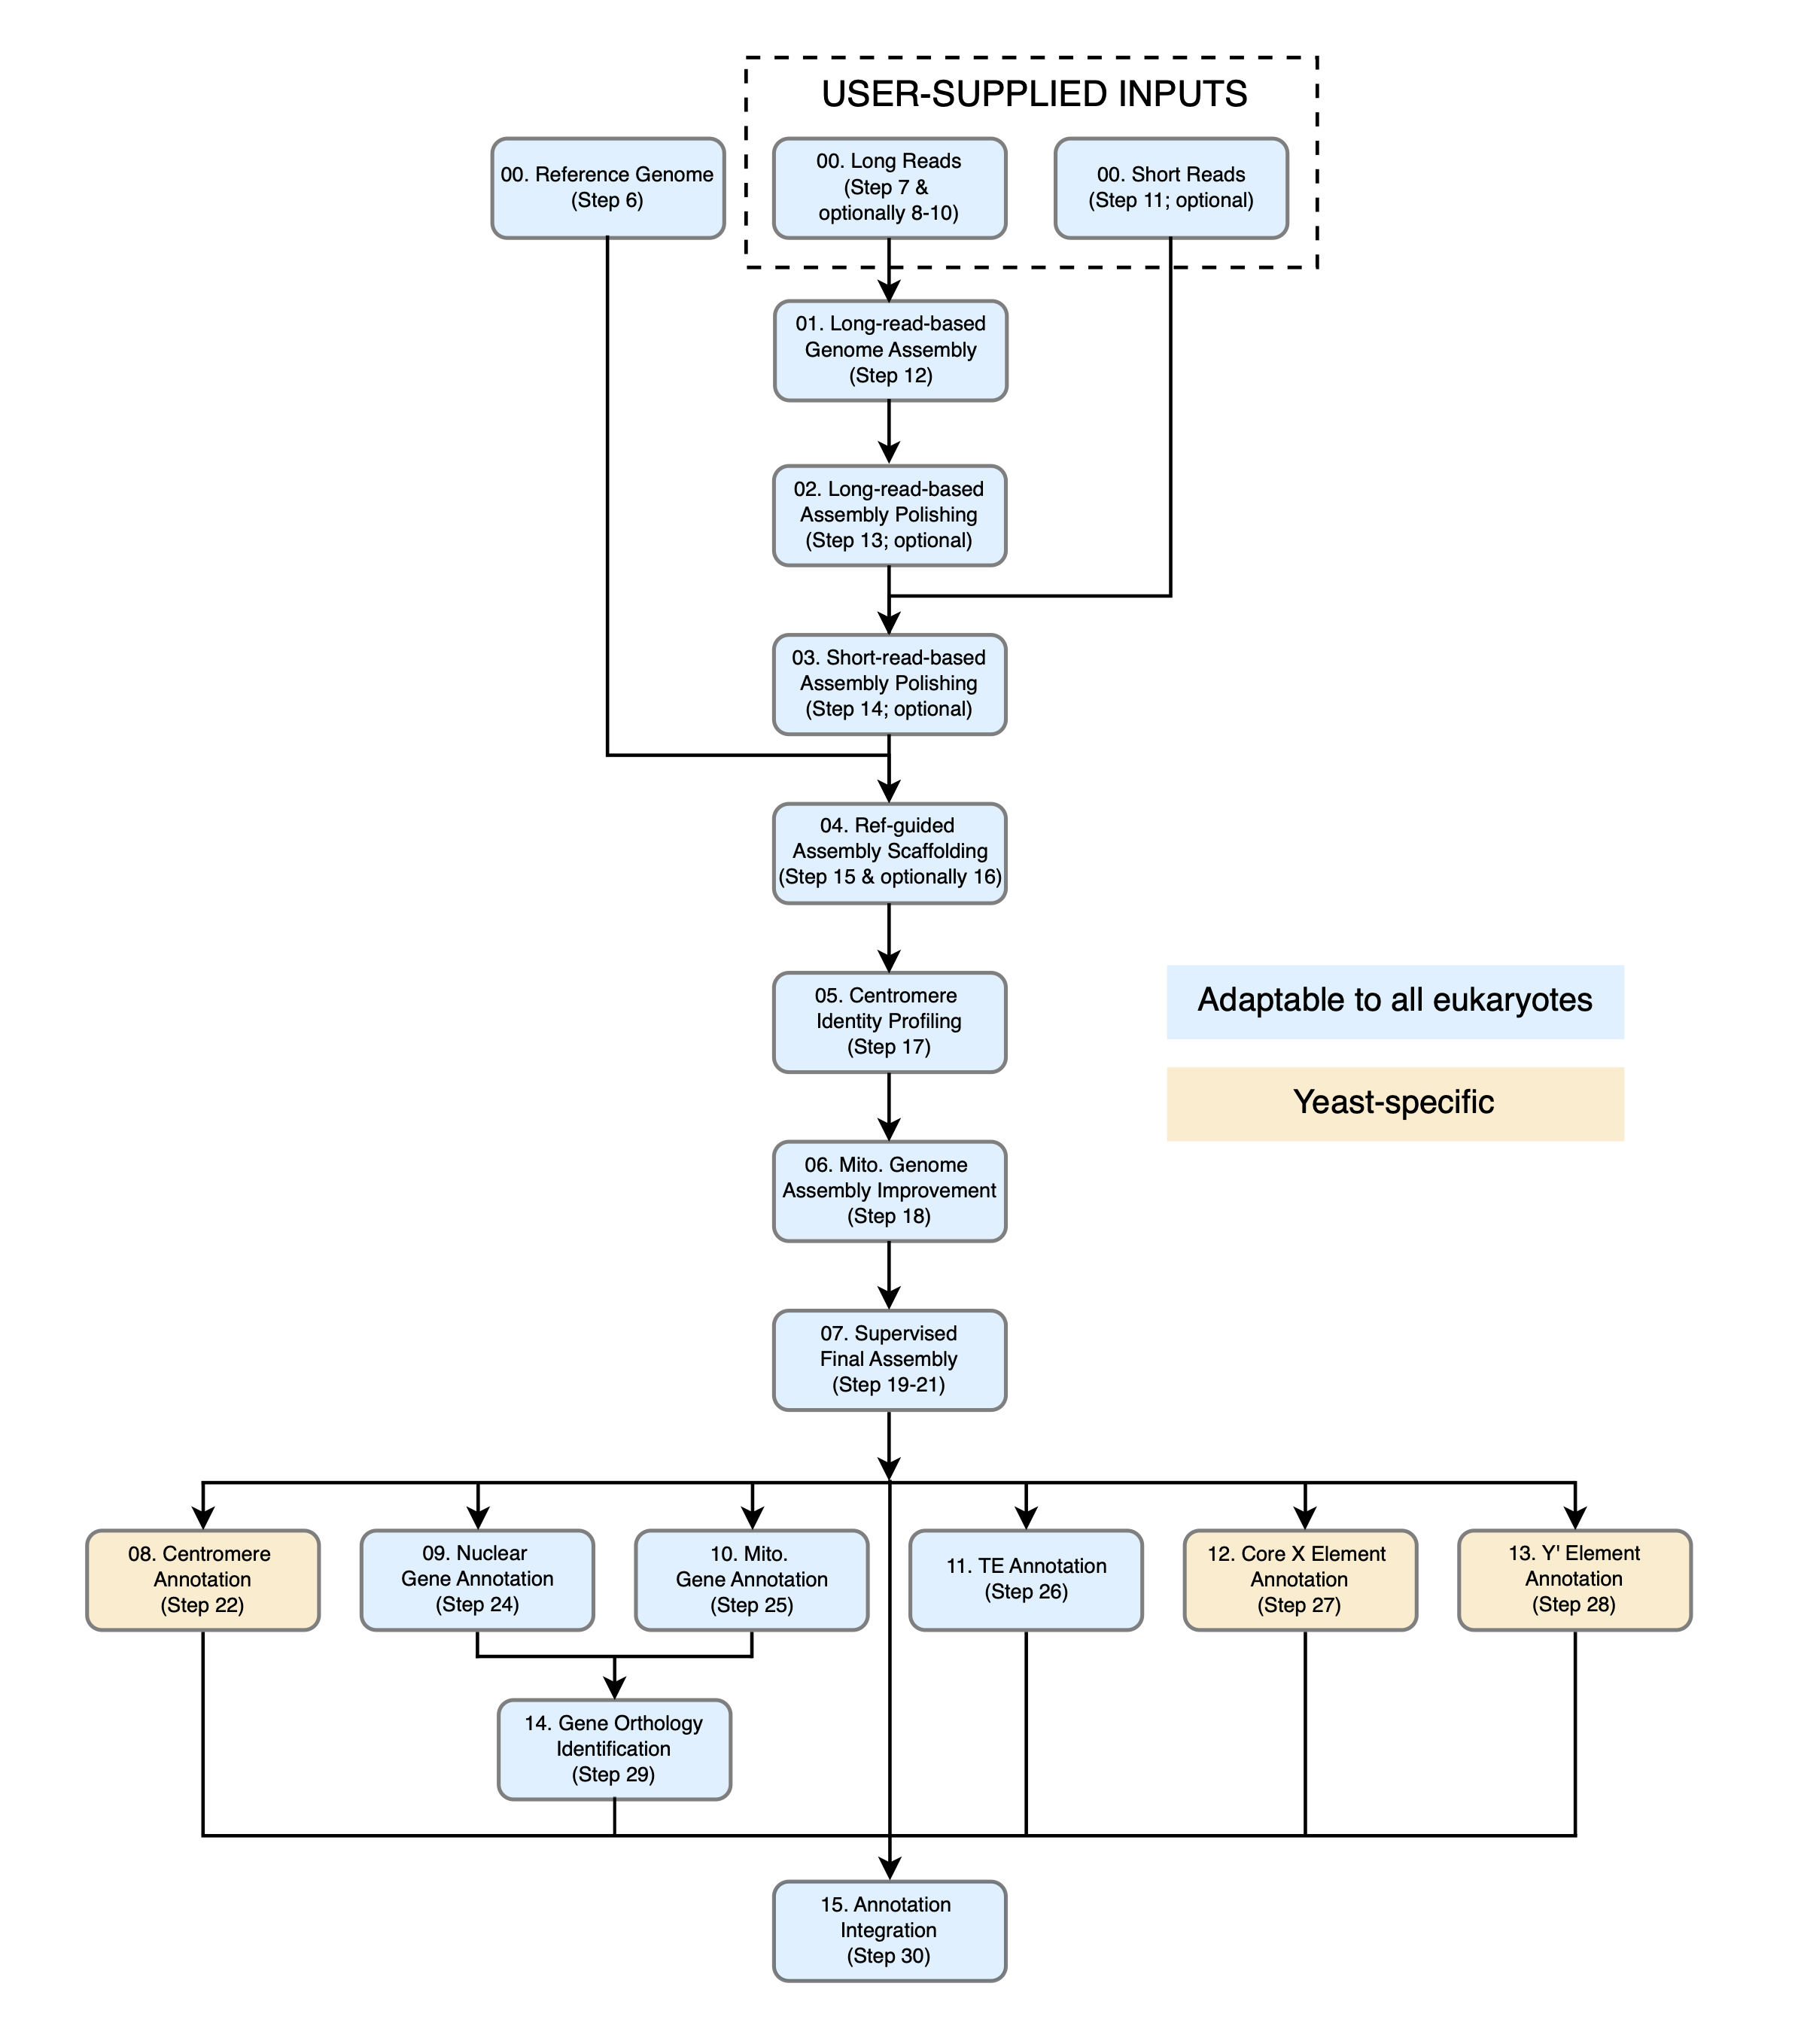 USER-SUPPLIED INPUTS
00. Reference Genome
(Step 6)
00. Long Reads
(Step 7 &
optionally 8-10)
00. Short Reads
(Step 11; optional)
01. Long-read-based
Genome Assembly
(Step 12)
02. Long-read-based
Assembly Polishing
(Step 13; optional)
03. Short-read-based
Assembly Polishing
(Step 14; optional)
04. Ref-guided
Assembly Scaffolding
(Step 15 & optionally 16)
05. Centromere
Identity Profiling
(Step 17)
Adaptable to all eukaryotes
Yeast-specific
06. Mito. Genome
Assembly Improvement
(Step 18)
07. Supervised
Final Assembly
(Step 19-21)
08. Centromere
Annotation
(Step 22)
09. Nuclear
Gene Annotation
(Step 24)
10. Mito.
Gene Annotation
(Step 25)
11. TE Annotation
(Step 26)
12. Core X Element
Annotation
(Step 27)
13. Y' Element
Annotation
(Step 28)
14. Gene Orthology
Identification
(Step 29)
15. Annotation
Integration
(Step 30)